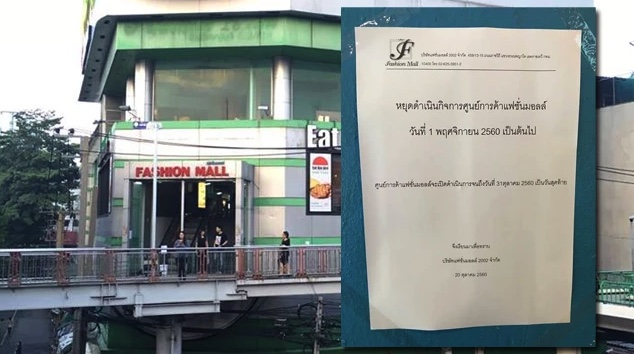 FASHION MALL
Eat
F
Fashion Mall
บริษัทแฟชั่นมอลล์ 2002 จำกัด
หยุดดำเนินกิจการศูนย์การค้าแฟชั่นมอลล์
วันที่ 1 พฤศจิกายน 2560 เป็นต้นไป
ศูนย์การค้าแฟชั่นมอลล์จะเปิดดำเนินการจนถึงวันที่ 31ตุลาคม 2560 เป็นวันสุดท้าย
จึงเรียนมาเพื่อทราบ
บริษัทแฟชั่นมอลล์ 2002 จำกัด
20 ตุลาคม 2560